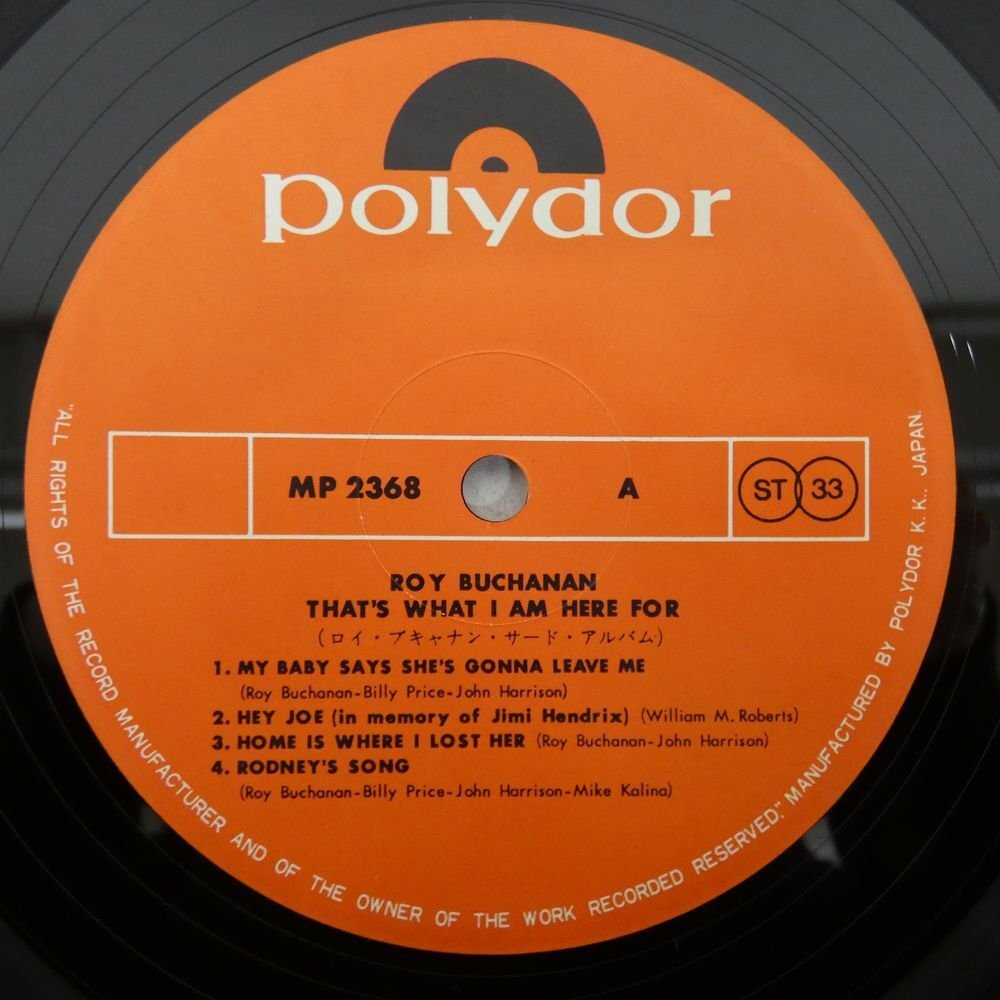 polydor
MP 2368 A ST 33
ROY BUCHANAN
THAT'S WHAT I AM HERE FOR
(ロイ・ブキャナン・サード・アルバム)
1. MY BABY SAYS SHE'S GONNA LEAVE ME
(Roy Buchanan-Billy Price-John Harrison)
2. HEY JOE (in memory of Jimi Hendrix) (William M. Roberts)
3. HOME IS WHERE I LOST HER (Roy Buchanan-John Harrison)
4. RODNEY'S SONG
(Roy Buchanan-Billy Price-John Harrison-Mike Kalina)
"ALL RIGHTS OF THE RECORD MANUFACTURER AND OF THE OWNER OF THE WORK RECORDED RESERVED," MANUFACTURED BY POLYDOR K. K., JAPAN.